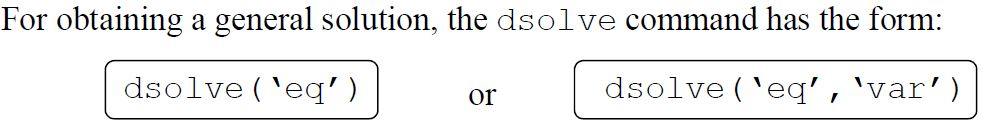 For obtaining a general solution, the dsolve command has the form:
dsolve(‘eq’) or dsolve(‘eq’,‘var’)